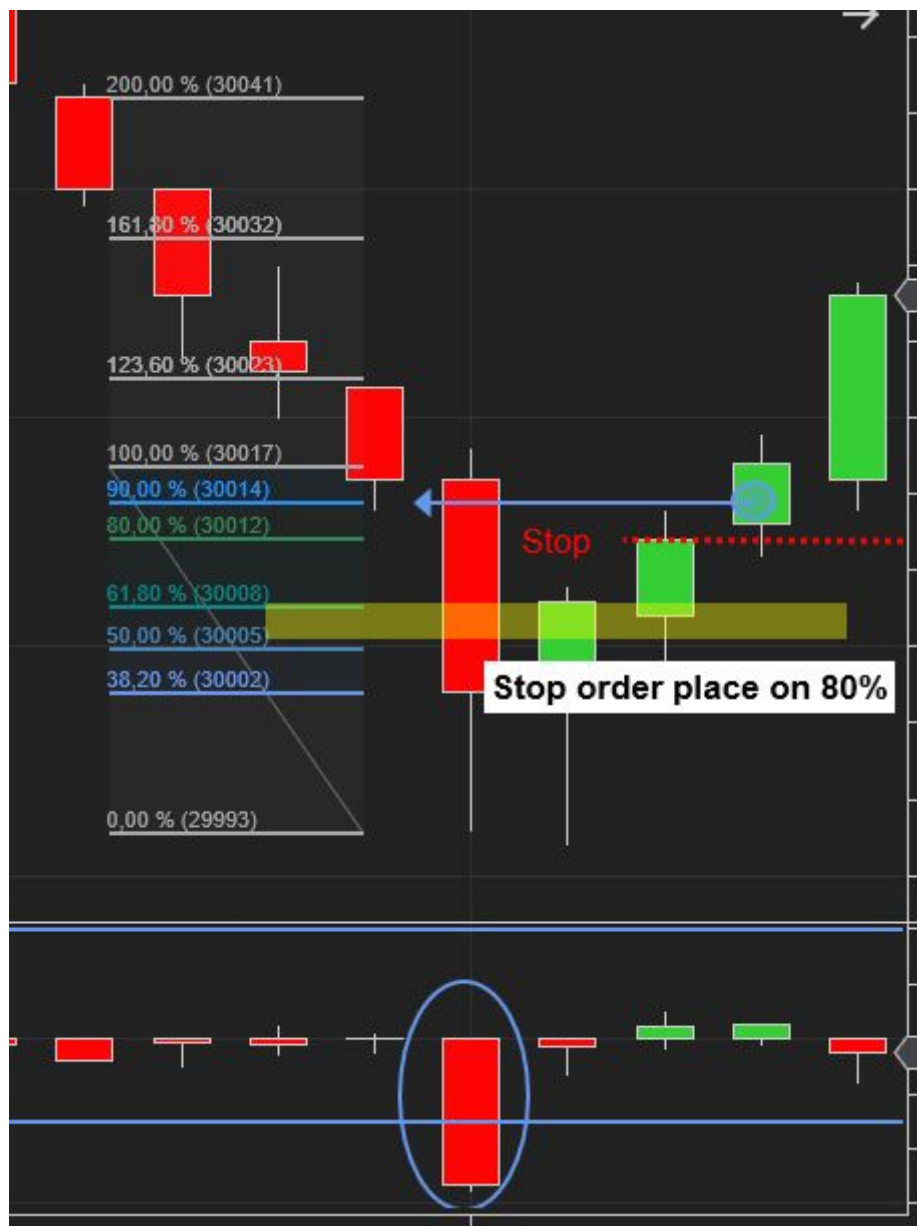 200,00 % (30041)
161,80 % (30032)
123,60 % (30023)
100,00 % (30017)
90,00 % (30014)
80,00 % (30012)
Stop
61,80 % (30008)
50,00 % (30005)
38,20 % (30002)
Stop order place on 80%
0,00 % (29993)